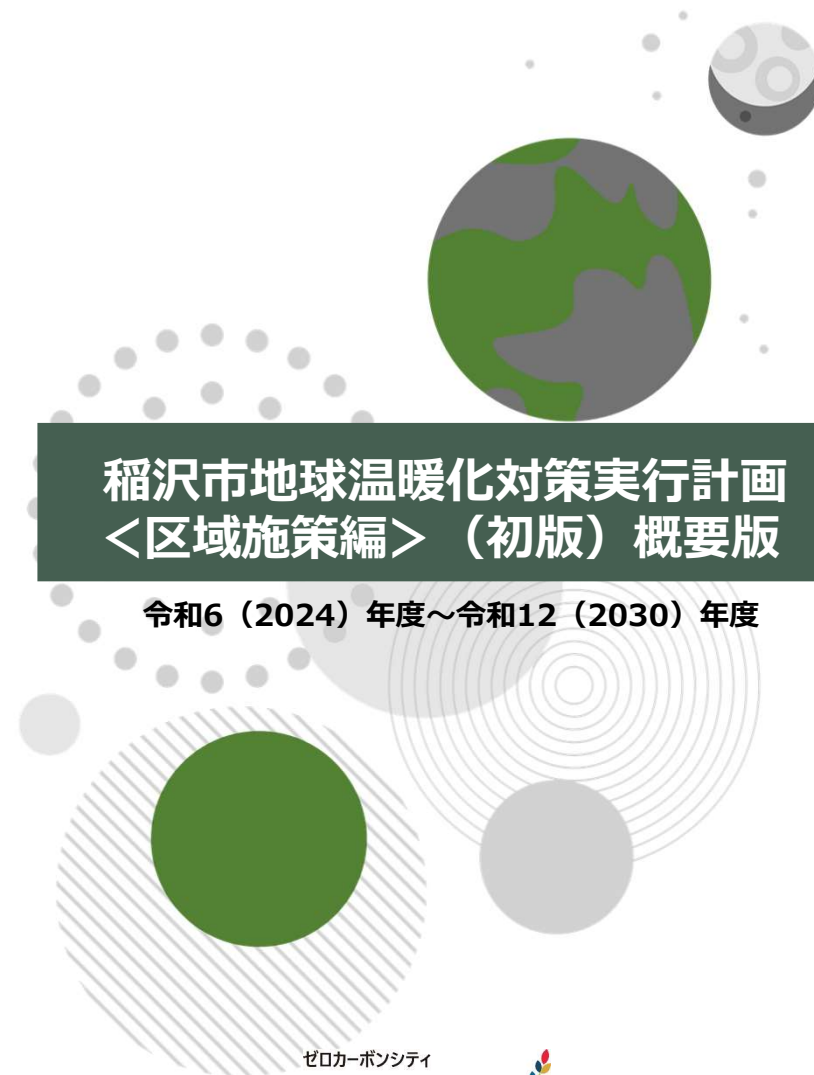 稲沢市地球温暖化対策実行計画
＜区域施策編＞（初版）概要版
令和6（2024）年度～令和12（2030）年度
ゼロカーボンシティ